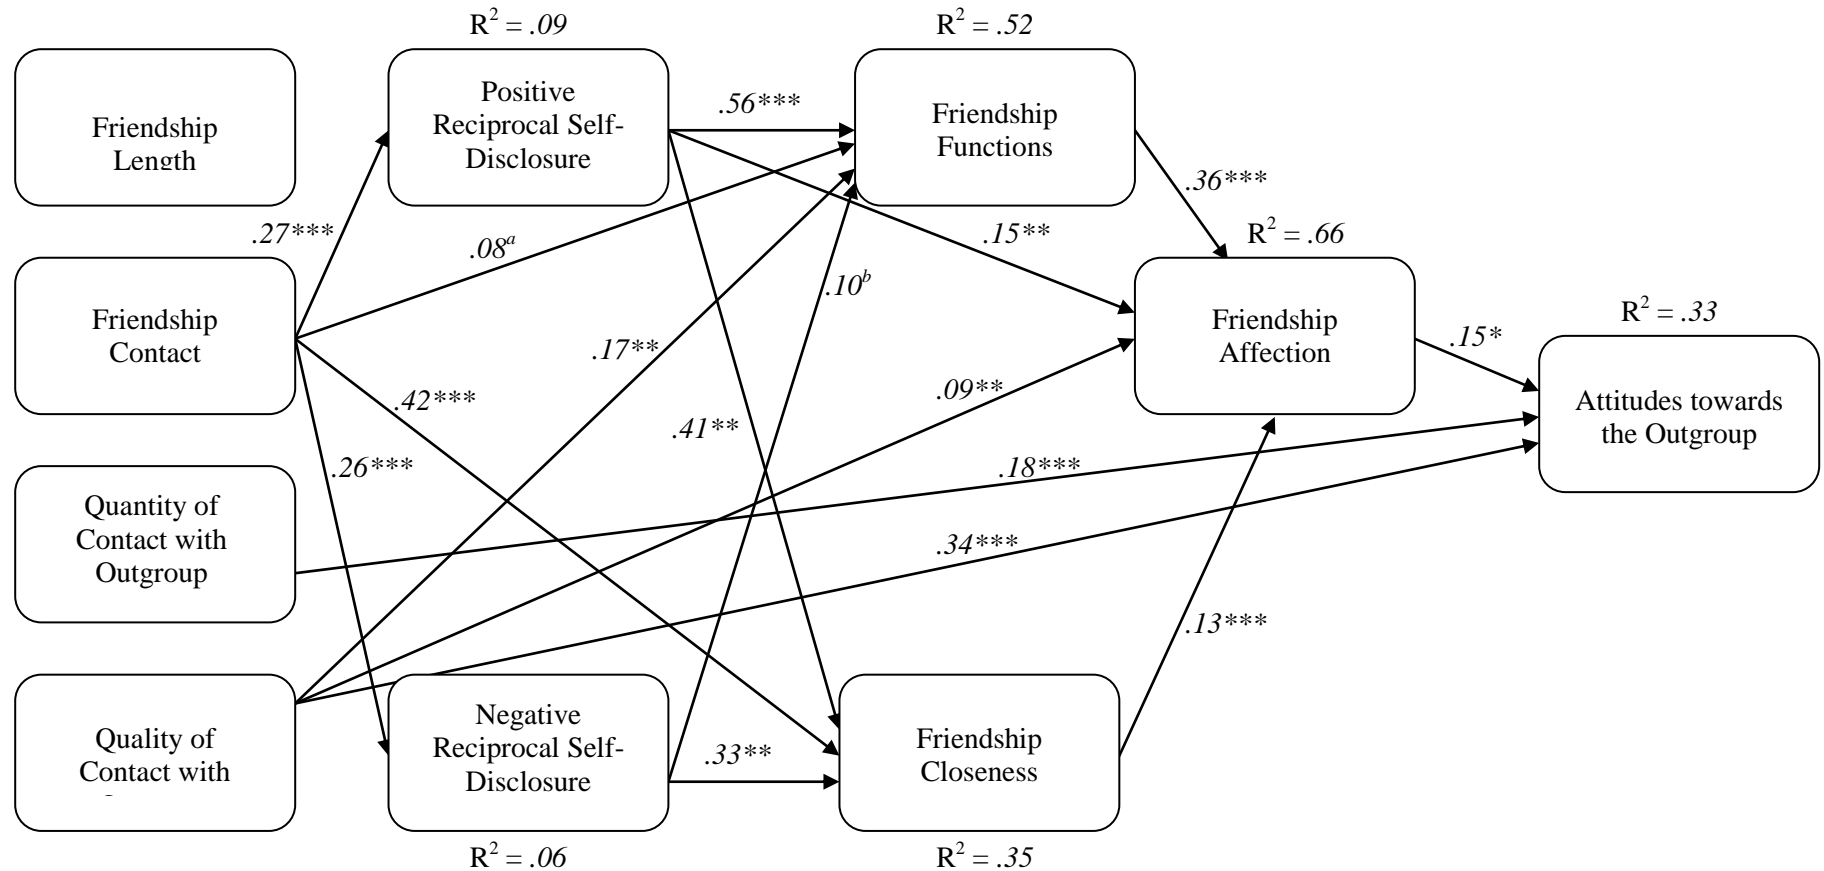 R² = .09
R² = .52
Friendship
Length
Positive
Reciprocal Self-
Disclosure
.56***
Friendship
Functions
.36***
.27***
.08ᵃ
.15**
R² = .66
.10ᵇ
Friendship
Contact
.17**
Friendship
Affection
R² = .33
.15*
.42***
.09**
.41**
Attitudes towards
the Outgroup
.26***
.18***
Quantity of
Contact with
Outgroup
.34***
.13***
Quality of
Contact with
Negative
Reciprocal Self-
Disclosure
.33**
Friendship
Closeness
R² = .06
R² = .35